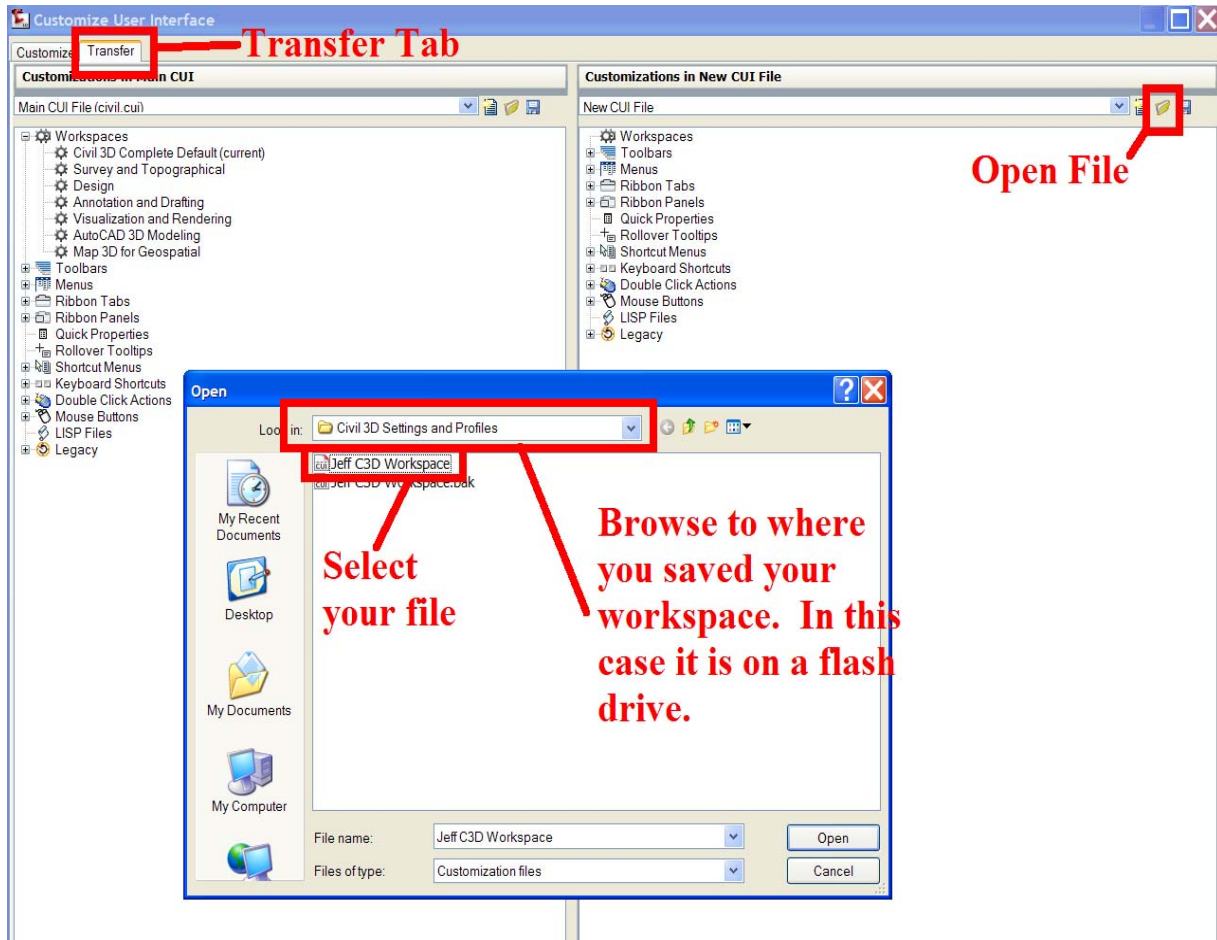 Customize User Interface
Customize Transfer
Transfer Tab
Customizations in Main CUI
Main CUI File (civil.cui)
Workspaces
Civil 3D Complete Default (current)
Survey and Topographical
Design
Annotation and Drafting
Visualization and Rendering
AutoCAD 3D Modeling
Map 3D for Geospatial
Toolbars
Menus
Ribbon Tabs
Ribbon Panels
Quick Properties
Rollover Tooltips
Shortcut Menus
Keyboard Shortcuts
Double Click Actions
Mouse Buttons
LISP Files
Legacy
Customizations in New CUI File
New CUI File
Workspaces
Toolbars
Menus
Ribbon Tabs
Ribbon Panels
Quick Properties
Rollover Tooltips
Shortcut Menus
Keyboard Shortcuts
Double Click Actions
Mouse Buttons
LISP Files
Legacy
Open File
Open
Look in: Civil 3D Settings and Profiles
Jeff C3D Workspace
Jeff C3D Workspace.bak
My Recent
Documents
Desktop
My Documents
My Computer
Select
your file
Browse to where
you saved your
workspace. In this
case it is on a flash
drive.
File name: Jeff C3D Workspace Open
Files of type: Customization files Cancel